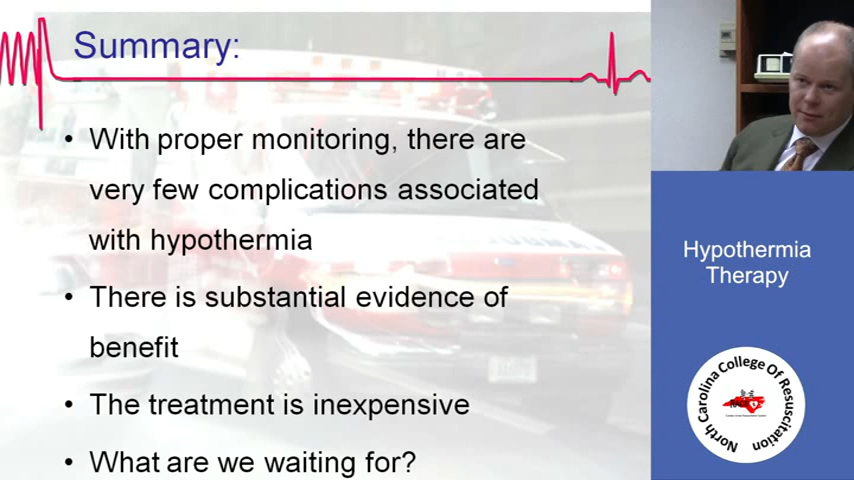 Summary:
• With proper monitoring, there are
very few complications associated
with hypothermia
• There is substantial evidence of
benefit
• The treatment is inexpensive
• What are we waiting for?
Hypothermia
Therapy
North Carolina College Of Resuscitation